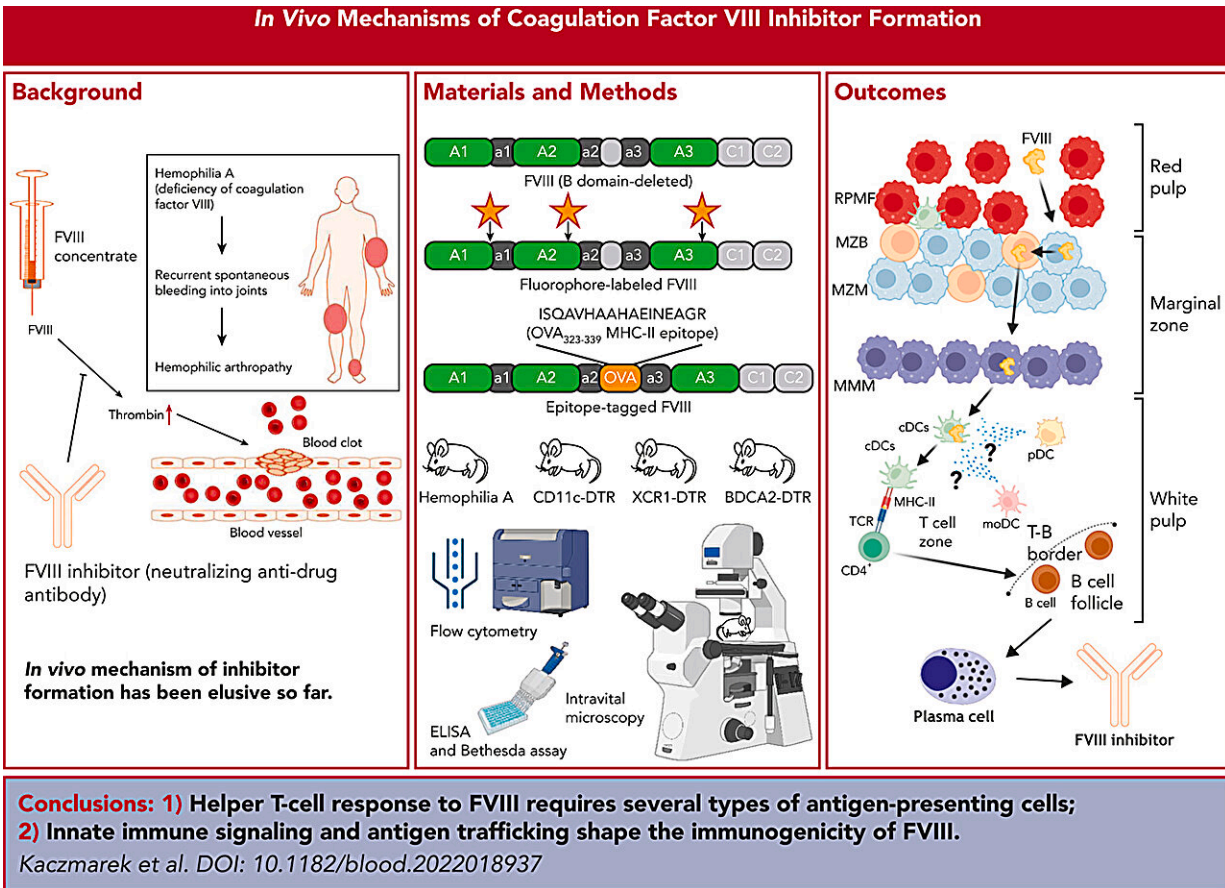 In Vivo Mechanisms of Coagulation Factor VIII Inhibitor Formation
Background
FVIII
concentrate
FVIII
Hemophilia A
(deficiency of coagulation
factor VIII)
Recurrent spontaneous
bleeding into joints
Hemophilic arthropathy
Thrombin
Blood clot
Blood vessel
FVIII inhibitor (neutralizing anti-drug
antibody)
In vivo mechanism of inhibitor
formation has been elusive so far.
Materials and Methods
A1 a1 A2 a2 a3 A3 C1 C2
FVIII (B domain-deleted)
A1 a1 A2 a2 a3 A3 C1 C2
Fluorophore-labeled FVIII
ISQAVHAAHAEINEAGR
(OVA323-339 MHC-II epitope)
A1 a1 A2 a2 OVA a3 A3 C1 C2
Epitope-tagged FVIII
Hemophilia A CD11c-DTR XCR1-DTR BDCA2-DTR
Flow cytometry
ELISA
and Bethesda assay
Intravital
microscopy
Outcomes
FVIII
RPMF
MZB
MZM
MMM
Red
pulp
Marginal
zone
cDCs
cDCs
?
?
pDC
moDC
MHC-II
TCR
T cell
zone
CD4+
T-B
border
B cell
B cell
follicle
White
pulp
Plasma cell
FVIII inhibitor
Conclusions: 1) Helper T-cell response to FVIII requires several types of antigen-presenting cells;
2) Innate immune signaling and antigen trafficking shape the immunogenicity of FVIII.
Kaczmarek et al. DOI: 10.1182/blood.2022018937